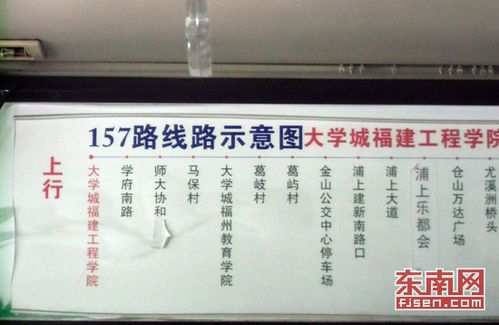 157路线路示意图 大学城福建工程学院
上行
大学城福建工程学院
学府南路
师大协和
马保村
大学城福州教育学院
葛岐村
葛屿村
金山公交中心停车场
浦上建新南路口
浦上大道
浦上乐都会
仓山万达广场
尤溪洲桥头
东南网
FJSEN.COM